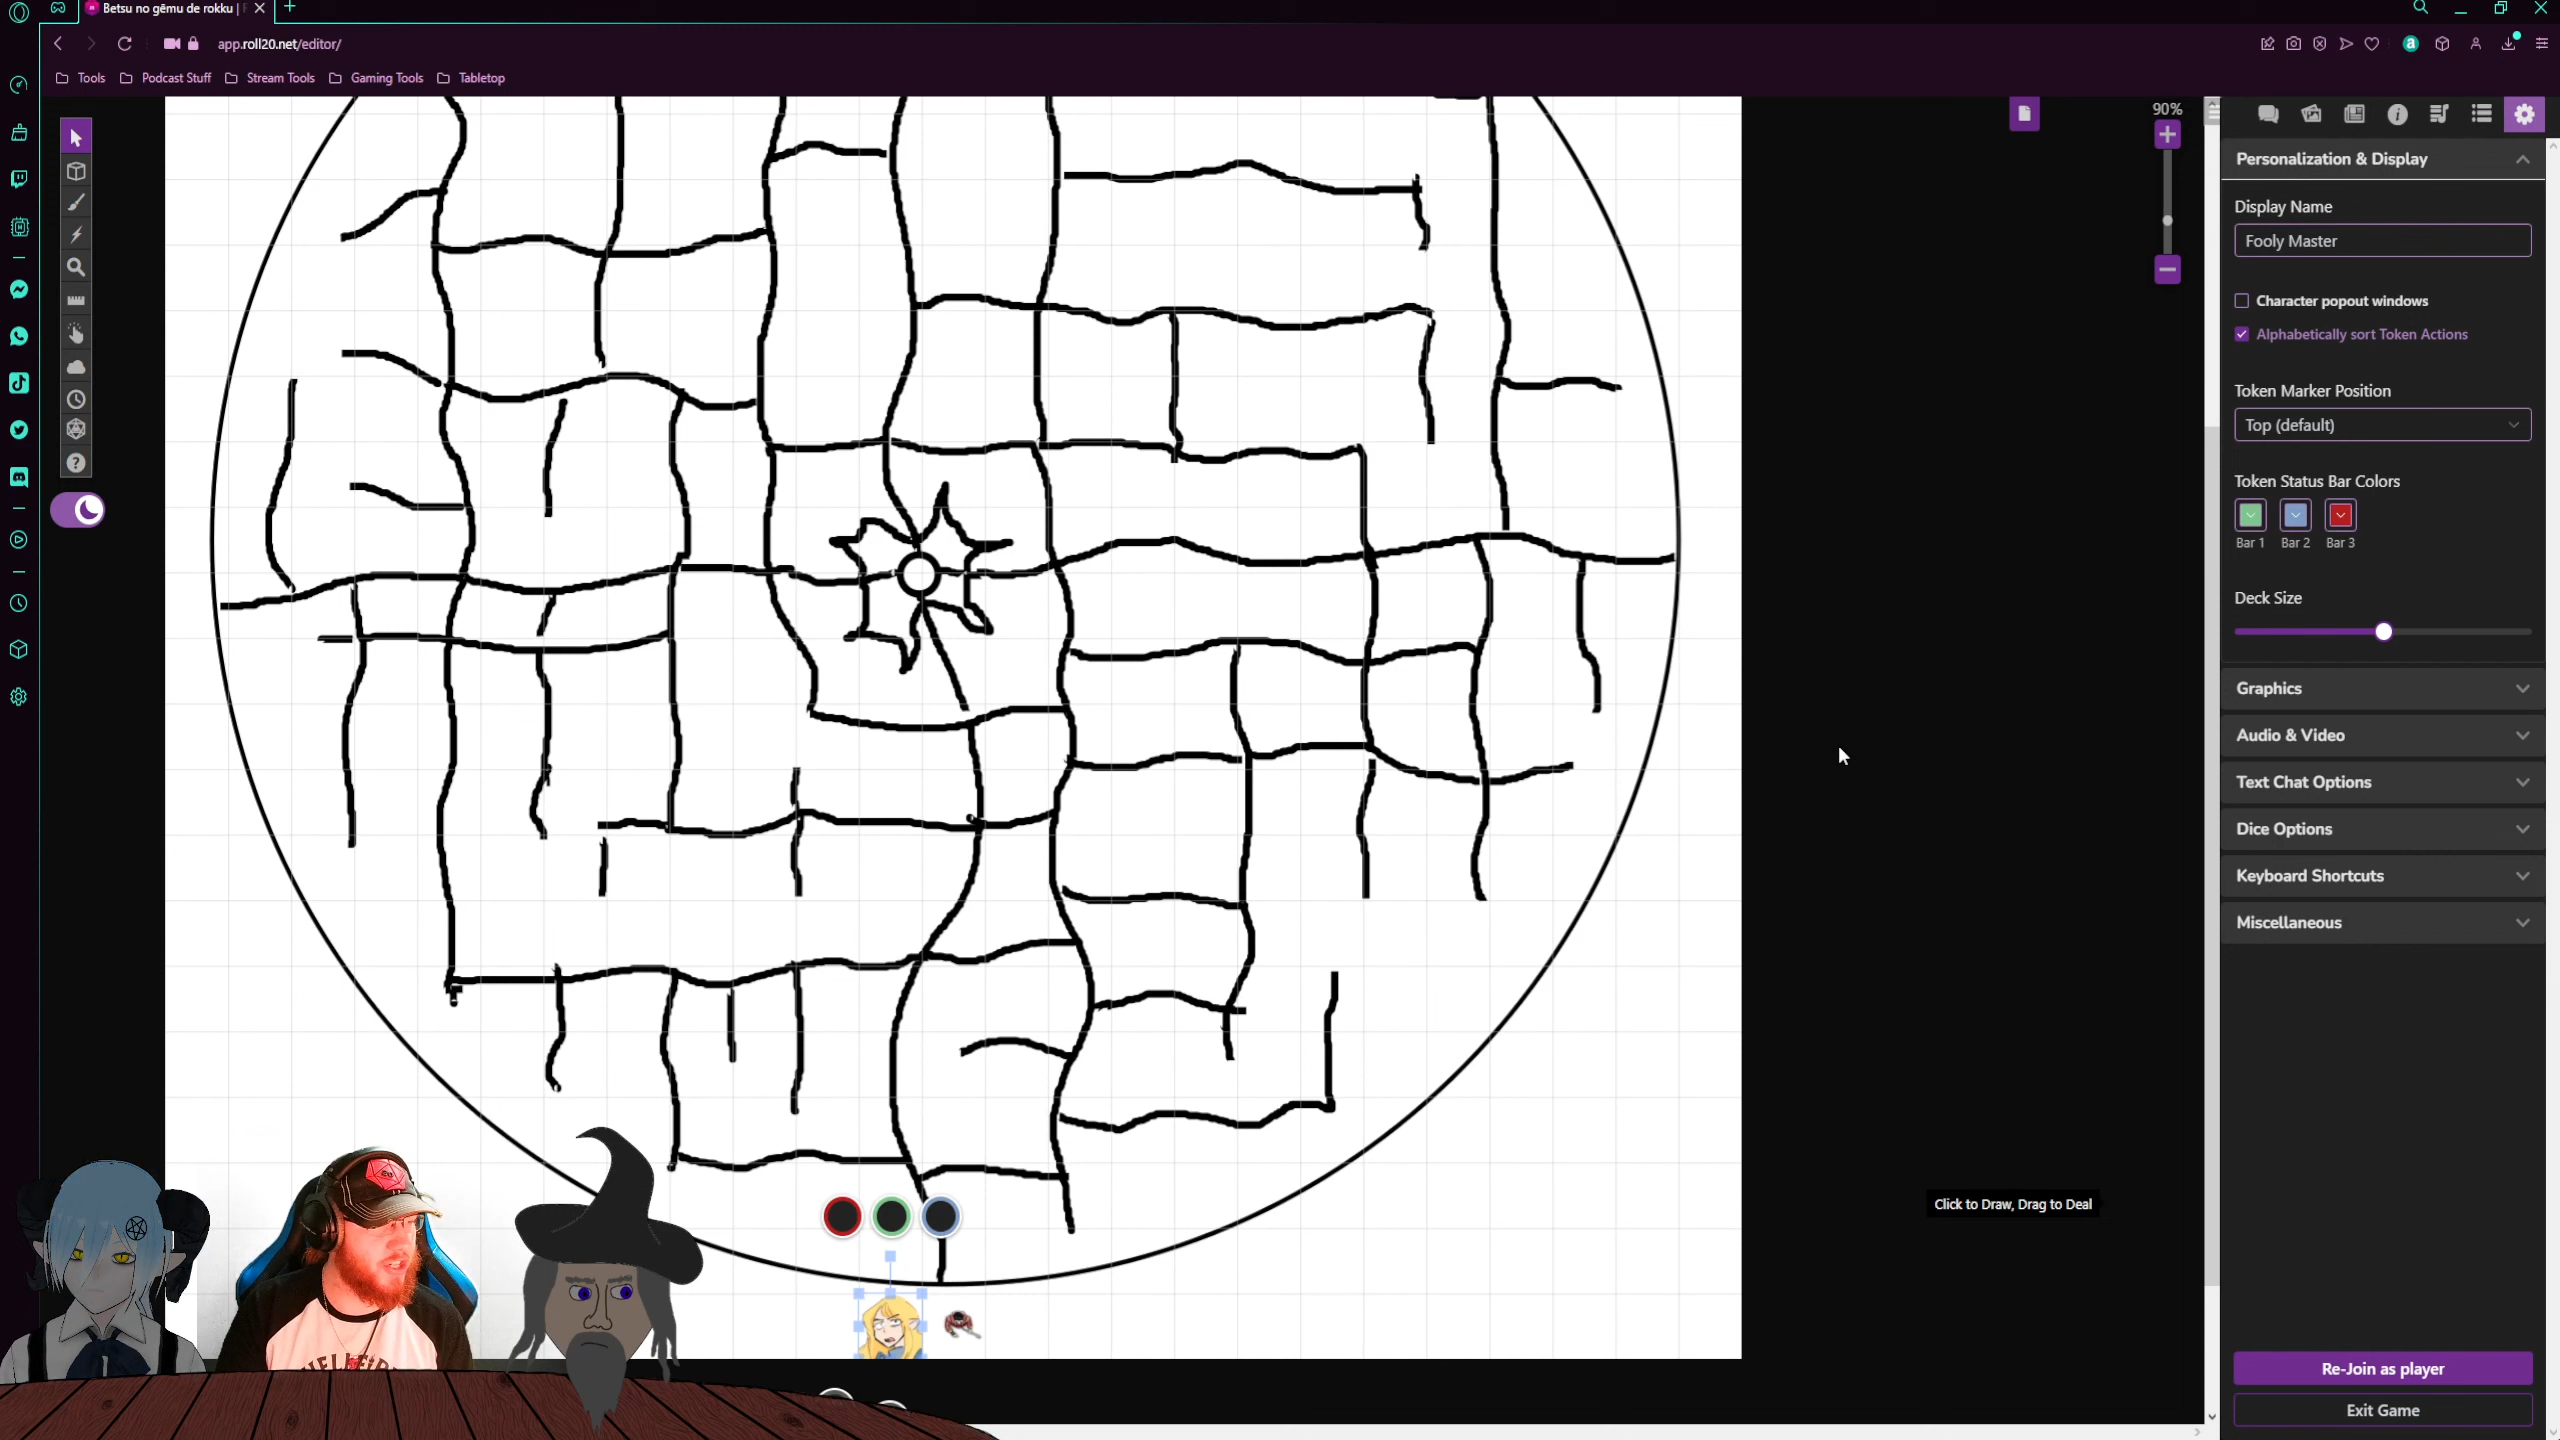 Betsu no gēmu de rokku |
app.roll20.net/editor/
Tools
Podcast Stuff
Stream Tools
Gaming Tools
Tabletop
90%
Personalization & Display
Display Name
Fooly Master
Character popout windows
Alphabetically sort Token Actions
Token Marker Position
Top (default)
Token Status Bar Colors
Bar 1
Bar 2
Bar 3
Deck Size
Graphics
Audio & Video
Text Chat Options
Dice Options
Keyboard Shortcuts
Miscellaneous
Click to Draw, Drag to Deal
Re-Join as player
Exit Game